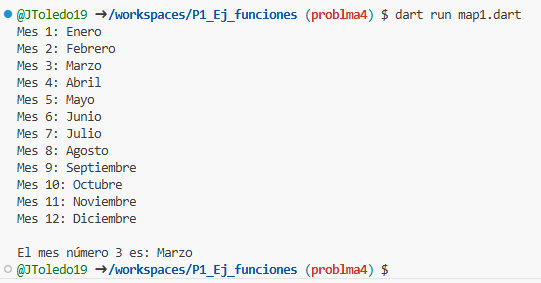 @JToledo19 ➜/workspaces/P1_Ej_funciones (problma4) $ dart run map1.dart
Mes 1: Enero
Mes 2: Febrero
Mes 3: Marzo
Mes 4: Abril
Mes 5: Mayo
Mes 6: Junio
Mes 7: Julio
Mes 8: Agosto
Mes 9: Septiembre
Mes 10: Octubre
Mes 11: Noviembre
Mes 12: Diciembre
El mes número 3 es: Marzo
@JToledo19 ➜/workspaces/P1_Ej_funciones (problma4) $